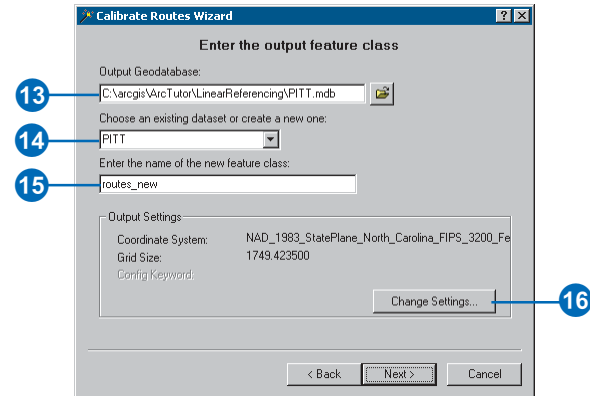 Calibrate Routes Wizard
Enter the output feature class
Output Geodatabase:
13
C:\arcgis\ArcTutor\LinearReferencing\PITT.mdb
Choose an existing dataset or create a new one:
14
PITT
Enter the name of the new feature class:
15
routes_new
Output Settings
Coordinate System: NAD_1983_StatePlane_North_Carolina_FIPS_3200_Fe
Grid Size: 1749.423500
Config Keyword:
Change Settings...
16
< Back Next > Cancel